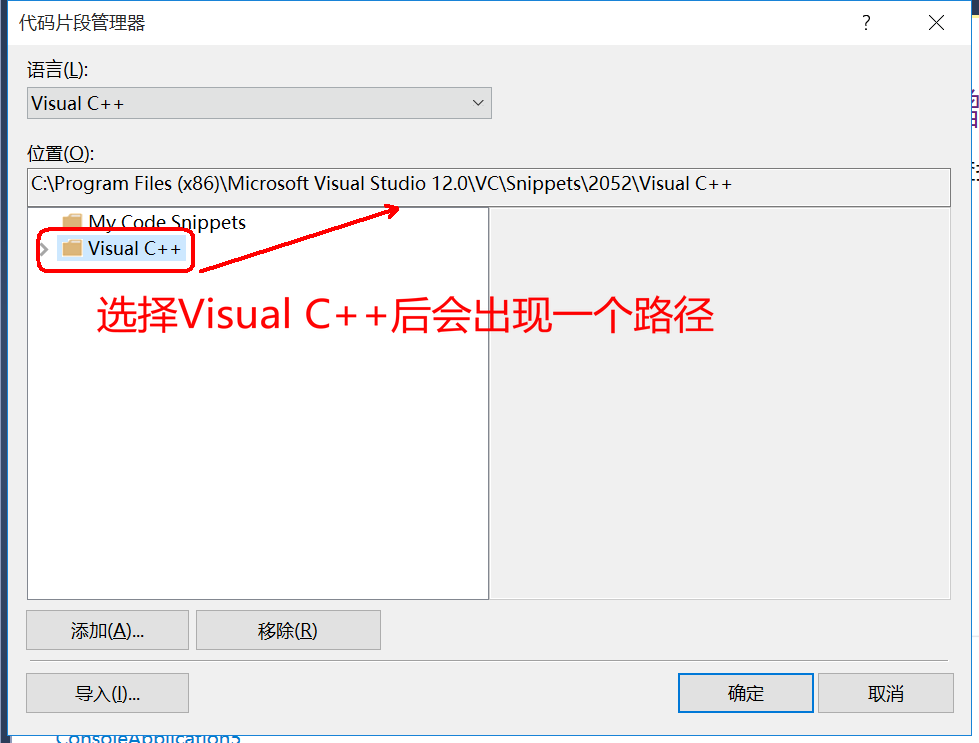 代码片段管理器
语言(L):
Visual C++
位置(O):
C:\Program Files (x86)\Microsoft Visual Studio 12.0\VC\Snippets\2052\Visual C++
My Code Snippets
Visual C++
选择Visual C++后会出现一个路径
添加(A)...
移除(R)
导入(I)...
确定
取消
ConsoleApplication5